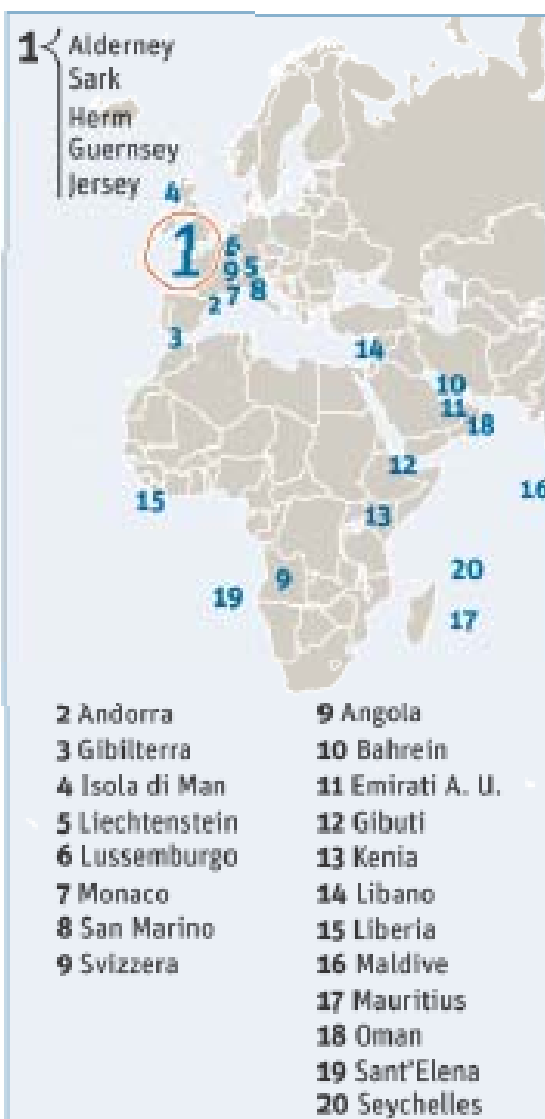 1 Alderney
Sark
Herm
Guernsey
Jersey
4
1
6
9 5
7 8
2
3
14
10
11
18
12
16
15
13
9
20
19
17
2 Andorra
3 Gibilterra
4 Isola di Man
5 Liechtenstein
6 Lussemburgo
7 Monaco
8 San Marino
9 Svizzera
9 Angola
10 Bahrein
11 Emirati A. U.
12 Gibuti
13 Kenia
14 Libano
15 Liberia
16 Maldive
17 Mauritius
18 Oman
19 Sant'Elena
20 Seychelles